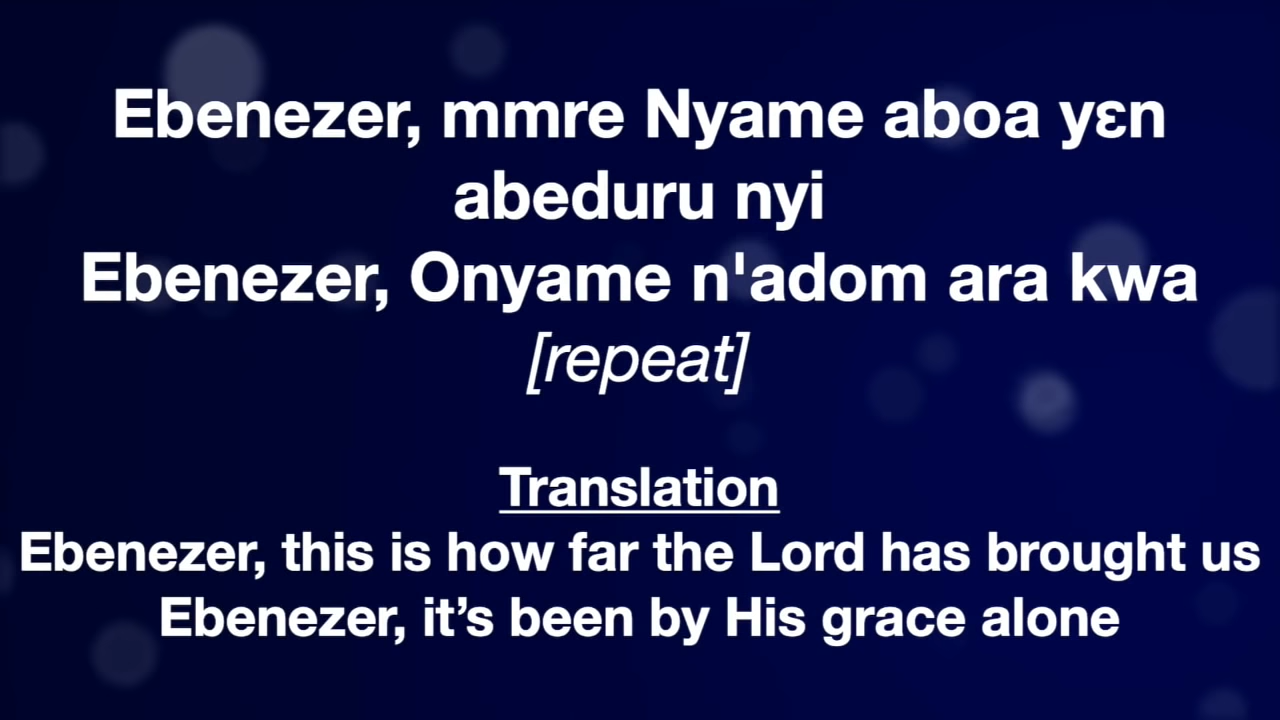 Ebenezer, mmre Nyame aboa yɛn
abeduru nyi
Ebenezer, Onyame n'adom ara kwa
[repeat]
Translation
Ebenezer, this is how far the Lord has brought us
Ebenezer, it’s been by His grace alone